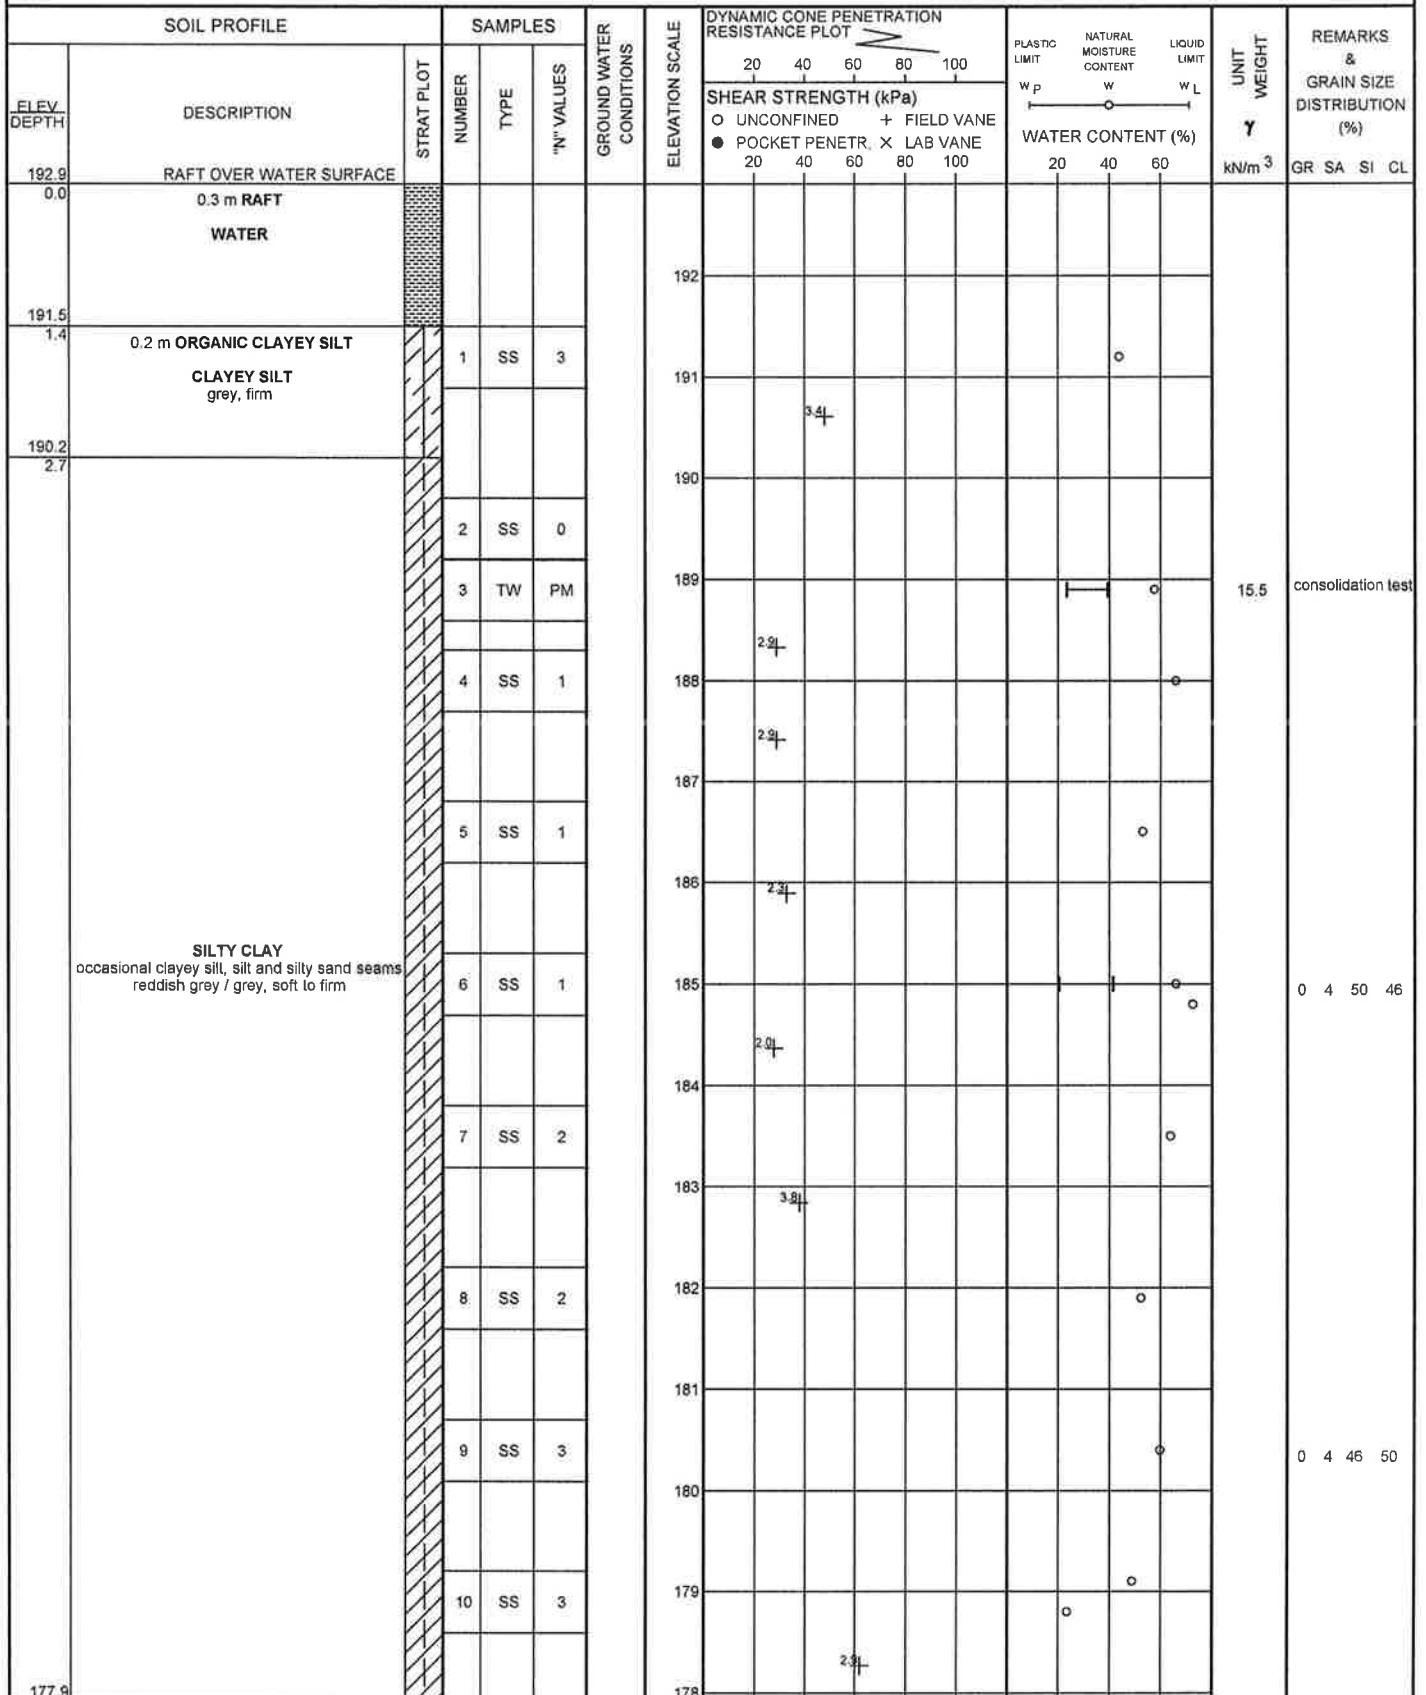 SOIL PROFILE
SAMPLES
GROUND WATER
CONDITIONS
ELEVATION SCALE
DYNAMIC CONE PENETRATION
RESISTANCE PLOT
20 40 60 80 100
PLASTIC
LIMIT
NATURAL
MOISTURE
CONTENT
LIQUID
LIMIT
W P
W
W L
UNIT
WEIGHT
γ
kN/m 3
REMARKS
&
GRAIN SIZE
DISTRIBUTION
(%)
GR SA SI CL
ELEV
DEPTH
DESCRIPTION
STRAT PLOT
NUMBER
TYPE
"N" VALUES
SHEAR STRENGTH (kPa)
UNCONFINED + FIELD VANE
POCKET PENETR. × LAB VANE
20 40 60 80 100
WATER CONTENT (%)
20 40 60
192.9 RAFT OVER WATER SURFACE
0.0
0.3 m RAFT
WATER
192
191.5
1.4
0.2 m ORGANIC CLAYEY SILT
1 SS 3
CLAYEY SILT
grey, firm
191
3.4
190.2
2.7
190
2 SS 0
189
3 TW PM
15.5
consolidation test
2.9
188
4 SS 1
2.9
187
5 SS 1
186
2.3
SILTY CLAY
occasional clayey silt, silt and silty sand seams
reddish grey / grey, soft to firm
6 SS 1
185
0 4 50 46
2.0
184
7 SS 2
183
3.8
182
8 SS 2
181
9 SS 3
0 4 46 50
180
179
10 SS 3
2.9
177.9
178